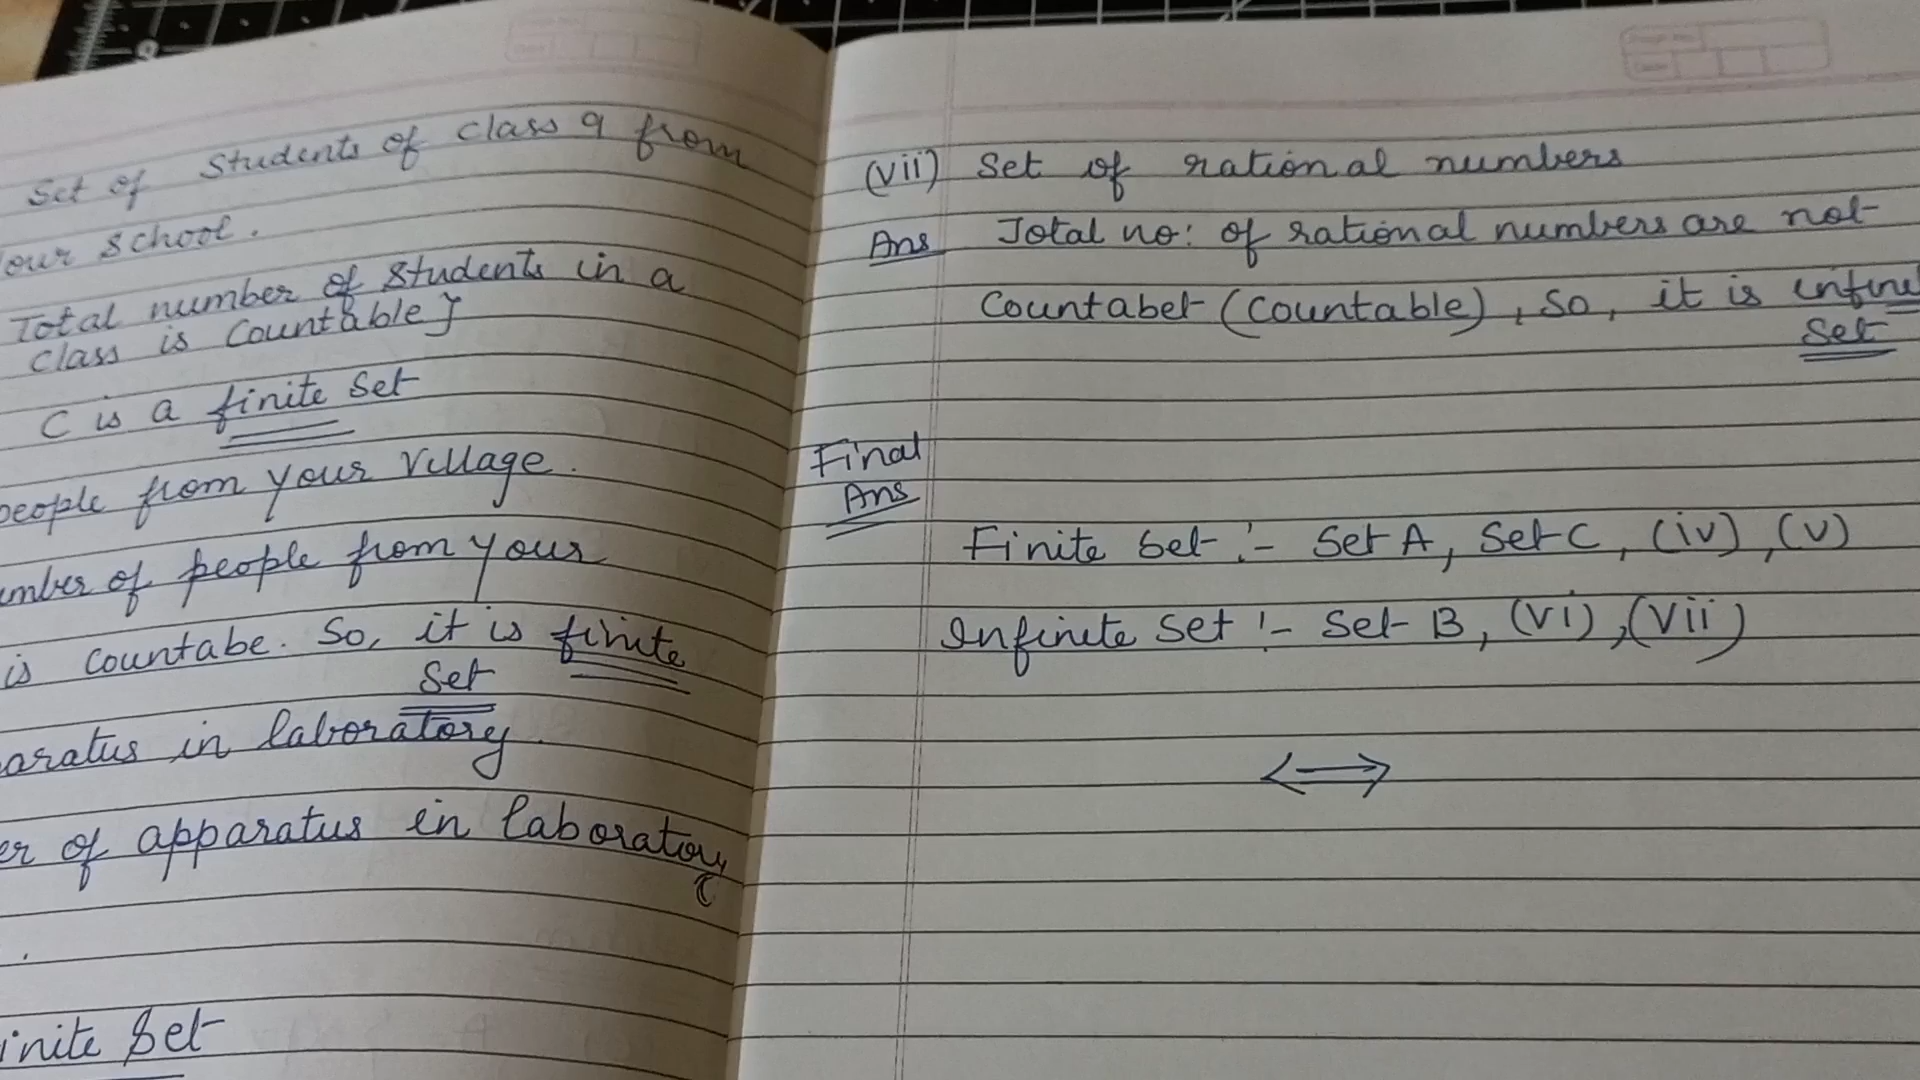 Set of Students of class 9 from
our school.
Total number of students in a
class is Countable}
C is a finite Set
people from your Village.
mber of people from your
is countabe. So, it is finite
Set
aratus in laboratory.
er of apparatus in laboratory
inite Set
(vii) Set of rational numbers
Ans Total no: of rational numbers are not
Countabel (Countable), So, it is infini
Set
Final
Ans
Finite Set :- Set A, Set C, (iv), (v)
Infinite Set :- Set B, (vi), (vii)